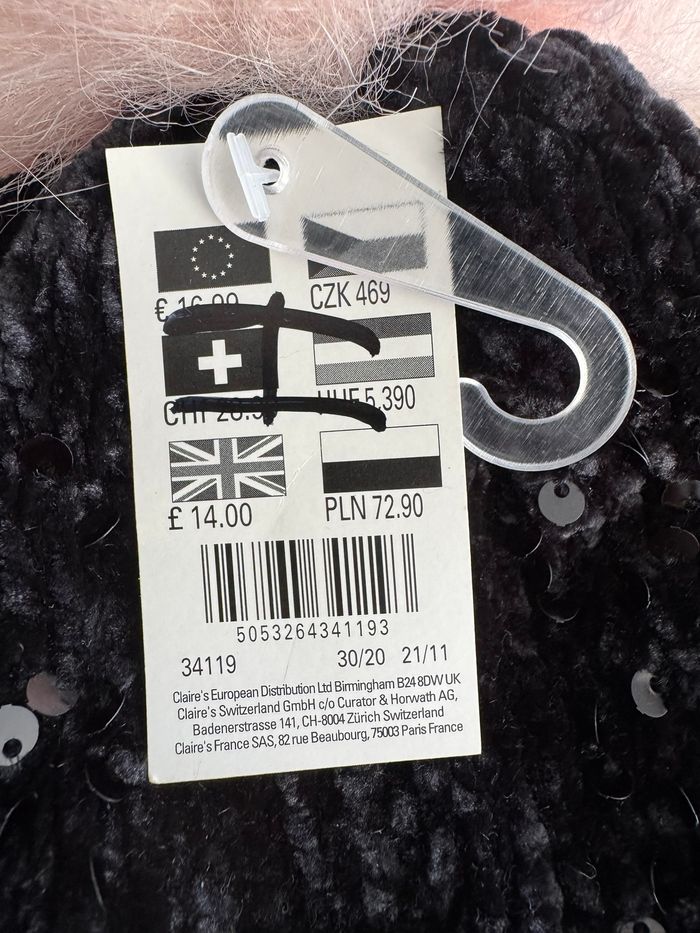 € 16.99
CZK 469
CHF
HUF 5,390
£ 14.00
PLN 72.90
5053264341193
34119 30/20 21/11
Claire's European Distribution Ltd Birmingham B24 8DW UK
Claire's Switzerland GmbH c/o Curator & Horwath AG,
Badenerstrasse 141, CH-8004 Zürich Switzerland
Claire's France SAS, 82 rue Beaubourg, 75003 Paris France